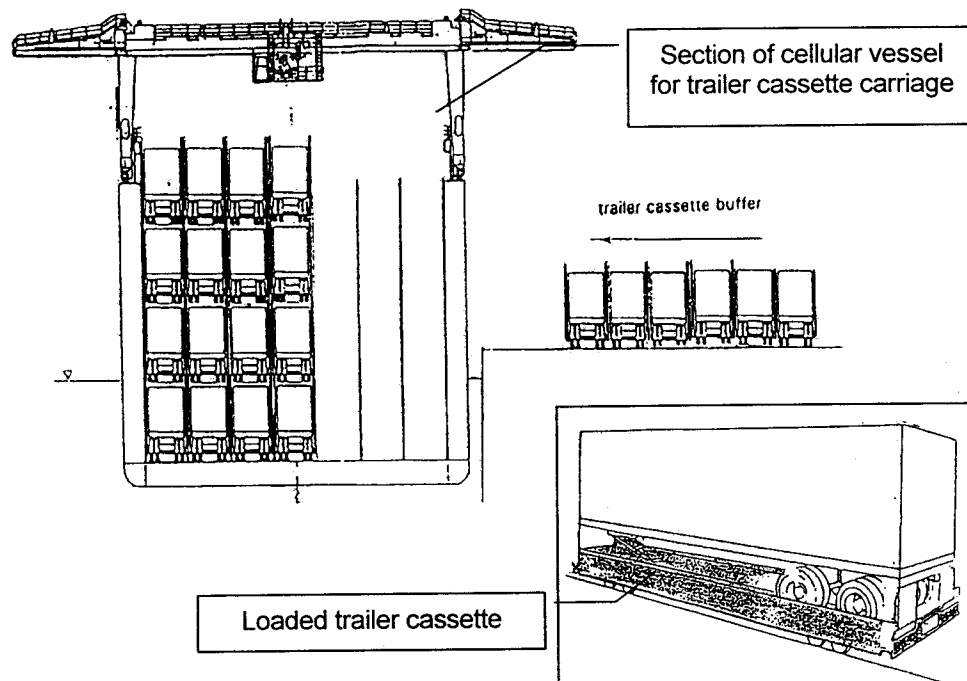 Section of cellular vessel
for trailer cassette carriage
trailer cassette buffer
Loaded trailer cassette